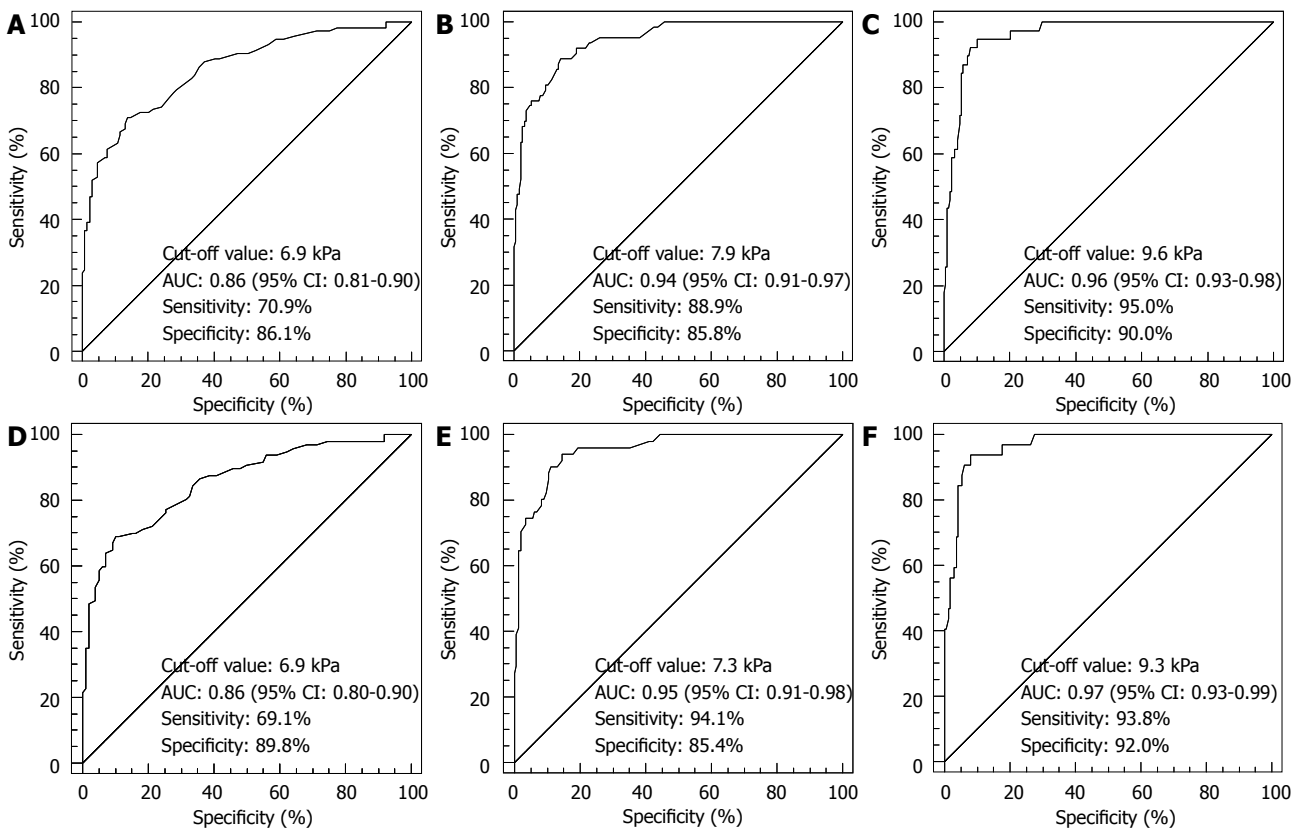 A
Sensitivity (%)
100
80
60
40
20
0
Cut-off value: 6.9 kPa
AUC: 0.86 (95% CI: 0.81-0.90)
Sensitivity: 70.9%
Specificity: 86.1%
0 20 40 60 80 100
Specificity (%)
B
Sensitivity (%)
100
80
60
40
20
0
Cut-off value: 7.9 kPa
AUC: 0.94 (95% CI: 0.91-0.97)
Sensitivity: 88.9%
Specificity: 85.8%
0 20 40 60 80 100
Specificity (%)
C
Sensitivity (%)
100
80
60
40
20
0
Cut-off value: 9.6 kPa
AUC: 0.96 (95% CI: 0.93-0.98)
Sensitivity: 95.0%
Specificity: 90.0%
0 20 40 60 80 100
Specificity (%)
D
Sensitivity (%)
100
80
60
40
20
0
Cut-off value: 6.9 kPa
AUC: 0.86 (95% CI: 0.80-0.90)
Sensitivity: 69.1%
Specificity: 89.8%
0 20 40 60 80 100
Specificity (%)
E
Sensitivity (%)
100
80
60
40
20
0
Cut-off value: 7.3 kPa
AUC: 0.95 (95% CI: 0.91-0.98)
Sensitivity: 94.1%
Specificity: 85.4%
0 20 40 60 80 100
Specificity (%)
F
Sensitivity (%)
100
80
60
40
20
0
Cut-off value: 9.3 kPa
AUC: 0.97 (95% CI: 0.93-0.99)
Sensitivity: 93.8%
Specificity: 92.0%
0 20 40 60 80 100
Specificity (%)